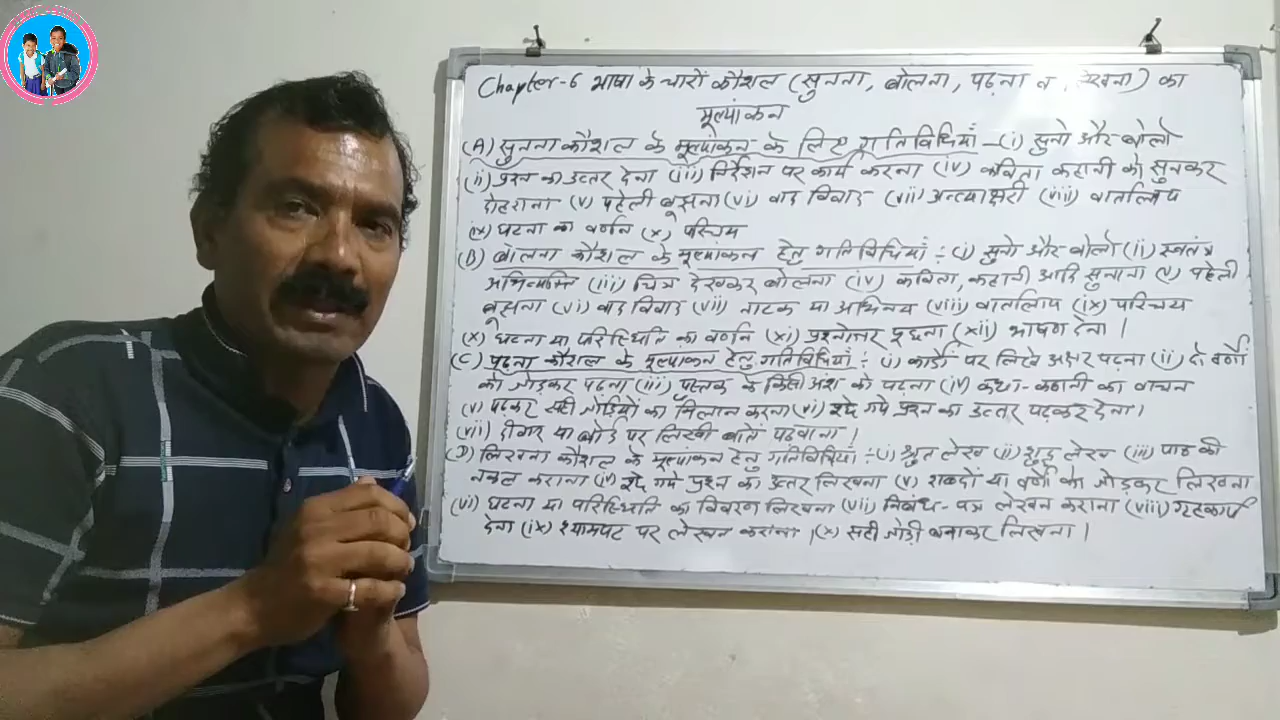 Chapter-6 भाषा के चारों कौशल (सुनना, बोलना, पढ़ना व लिखना) का
मूल्यांकन
(A) सुनना कौशल के मूल्यांकन के लिए गतिविधियाँ - (i) सुनो और बोलो
(ii) प्रश्न का उत्तर देना (iii) निर्देशन पर कार्य करना (iv) कविता कहानी को सुनकर
दोहराना (v) पहेली बूझना (vi) वाद विवाद (vii) अन्त्याक्षरी (viii) वार्तालाप
(ix) घटना का वर्णन (x) परिचय
(B) बोलना कौशल के मूल्यांकन हेतु गतिविधियां :- (i) सुनो और बोलो (ii) स्वतंत्र
अभिव्यक्ति (iii) चित्र देखकर बोलना (iv) कविता, कहानी आदि सुनाना (v) पहेली
बूझना (vi) वाद विवाद (vii) नाटक या अभिनय (viii) वार्तालाप (ix) परिचय
(x) घटना या परिस्थिति का वर्णन (xi) प्रश्नोत्तर पूछना (xii) भाषण देना।
(C) पढ़ना कौशल के मूल्यांकन हेतु गतिविधियां :- (i) कार्डो पर लिखे अक्षर पढ़ना (ii) दो वर्णों
को जोड़कर पढ़ना (iii) पुस्तक के किसी अंश को पढ़ना (iv) कथा-कहानी का वाचन
(v) पढ़कर सही जोड़ियों का मिलान करना (vi) दिये गये प्रश्न का उत्तर पढ़कर देना।
(vii) दीवार या बोर्ड पर लिखी बातें पढ़वाना।
(D) लिखना कौशल के मूल्यांकन हेतु गतिविधियां :- (i) श्रुत लेख (ii) शुद्ध लेख (iii) पाठ की
नकल कराना (iv) दिये गये प्रश्न का उत्तर लिखना (v) शब्दों या वर्णों को जोड़कर लिखना
(vi) घटना या परिस्थिति का विवरण लिखना (vii) निबंध-पत्र लेखन कराना (viii) गृहकार्य
देना (ix) श्यामपट पर लेखन कराना। (x) सही जोड़ी बनाकर लिखना।